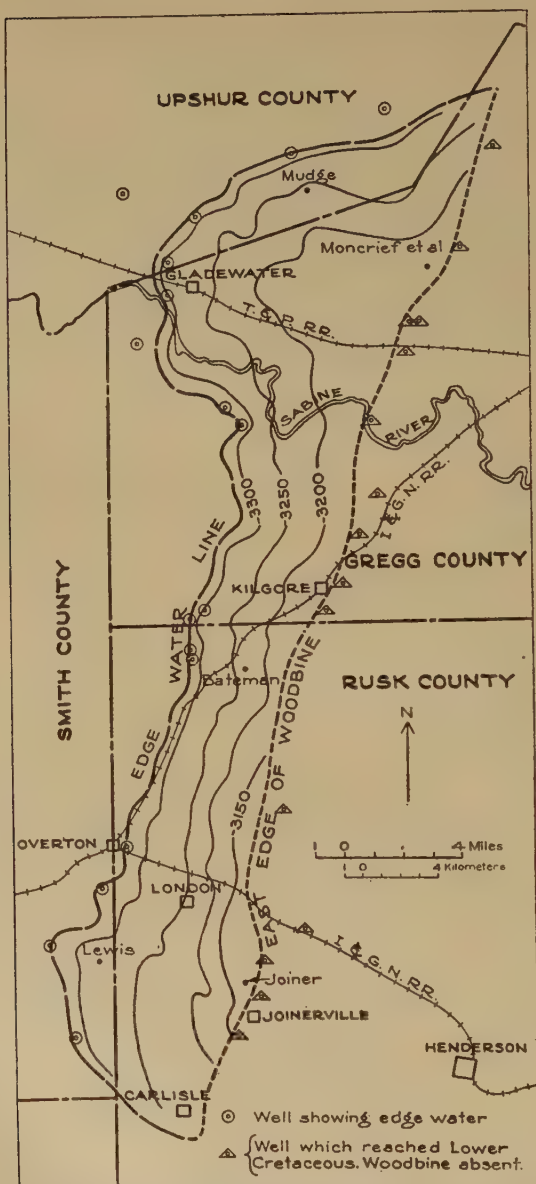 UPSHUR COUNTY
Mudge
Moncrief et al
GLADEWATER
T. & P. RR.
SABINE
RIVER
-3300
-3250
-3200
I. & G. N. RR.
GREGG COUNTY
KILGORE
SMITH COUNTY
EDGE WATER LINE
Bateman
RUSK COUNTY
EAST EDGE OF WOODBINE
N
-3150
1 0 4 Miles
1 0 4 Kilometers
OVERTON
LONDON
Lewis
I. & G. N. RR.
Joiner
JOINERVILLE
HENDERSON
CARLISLE
Well showing edge water
Well which reached Lower
Cretaceous. Woodbine absent.